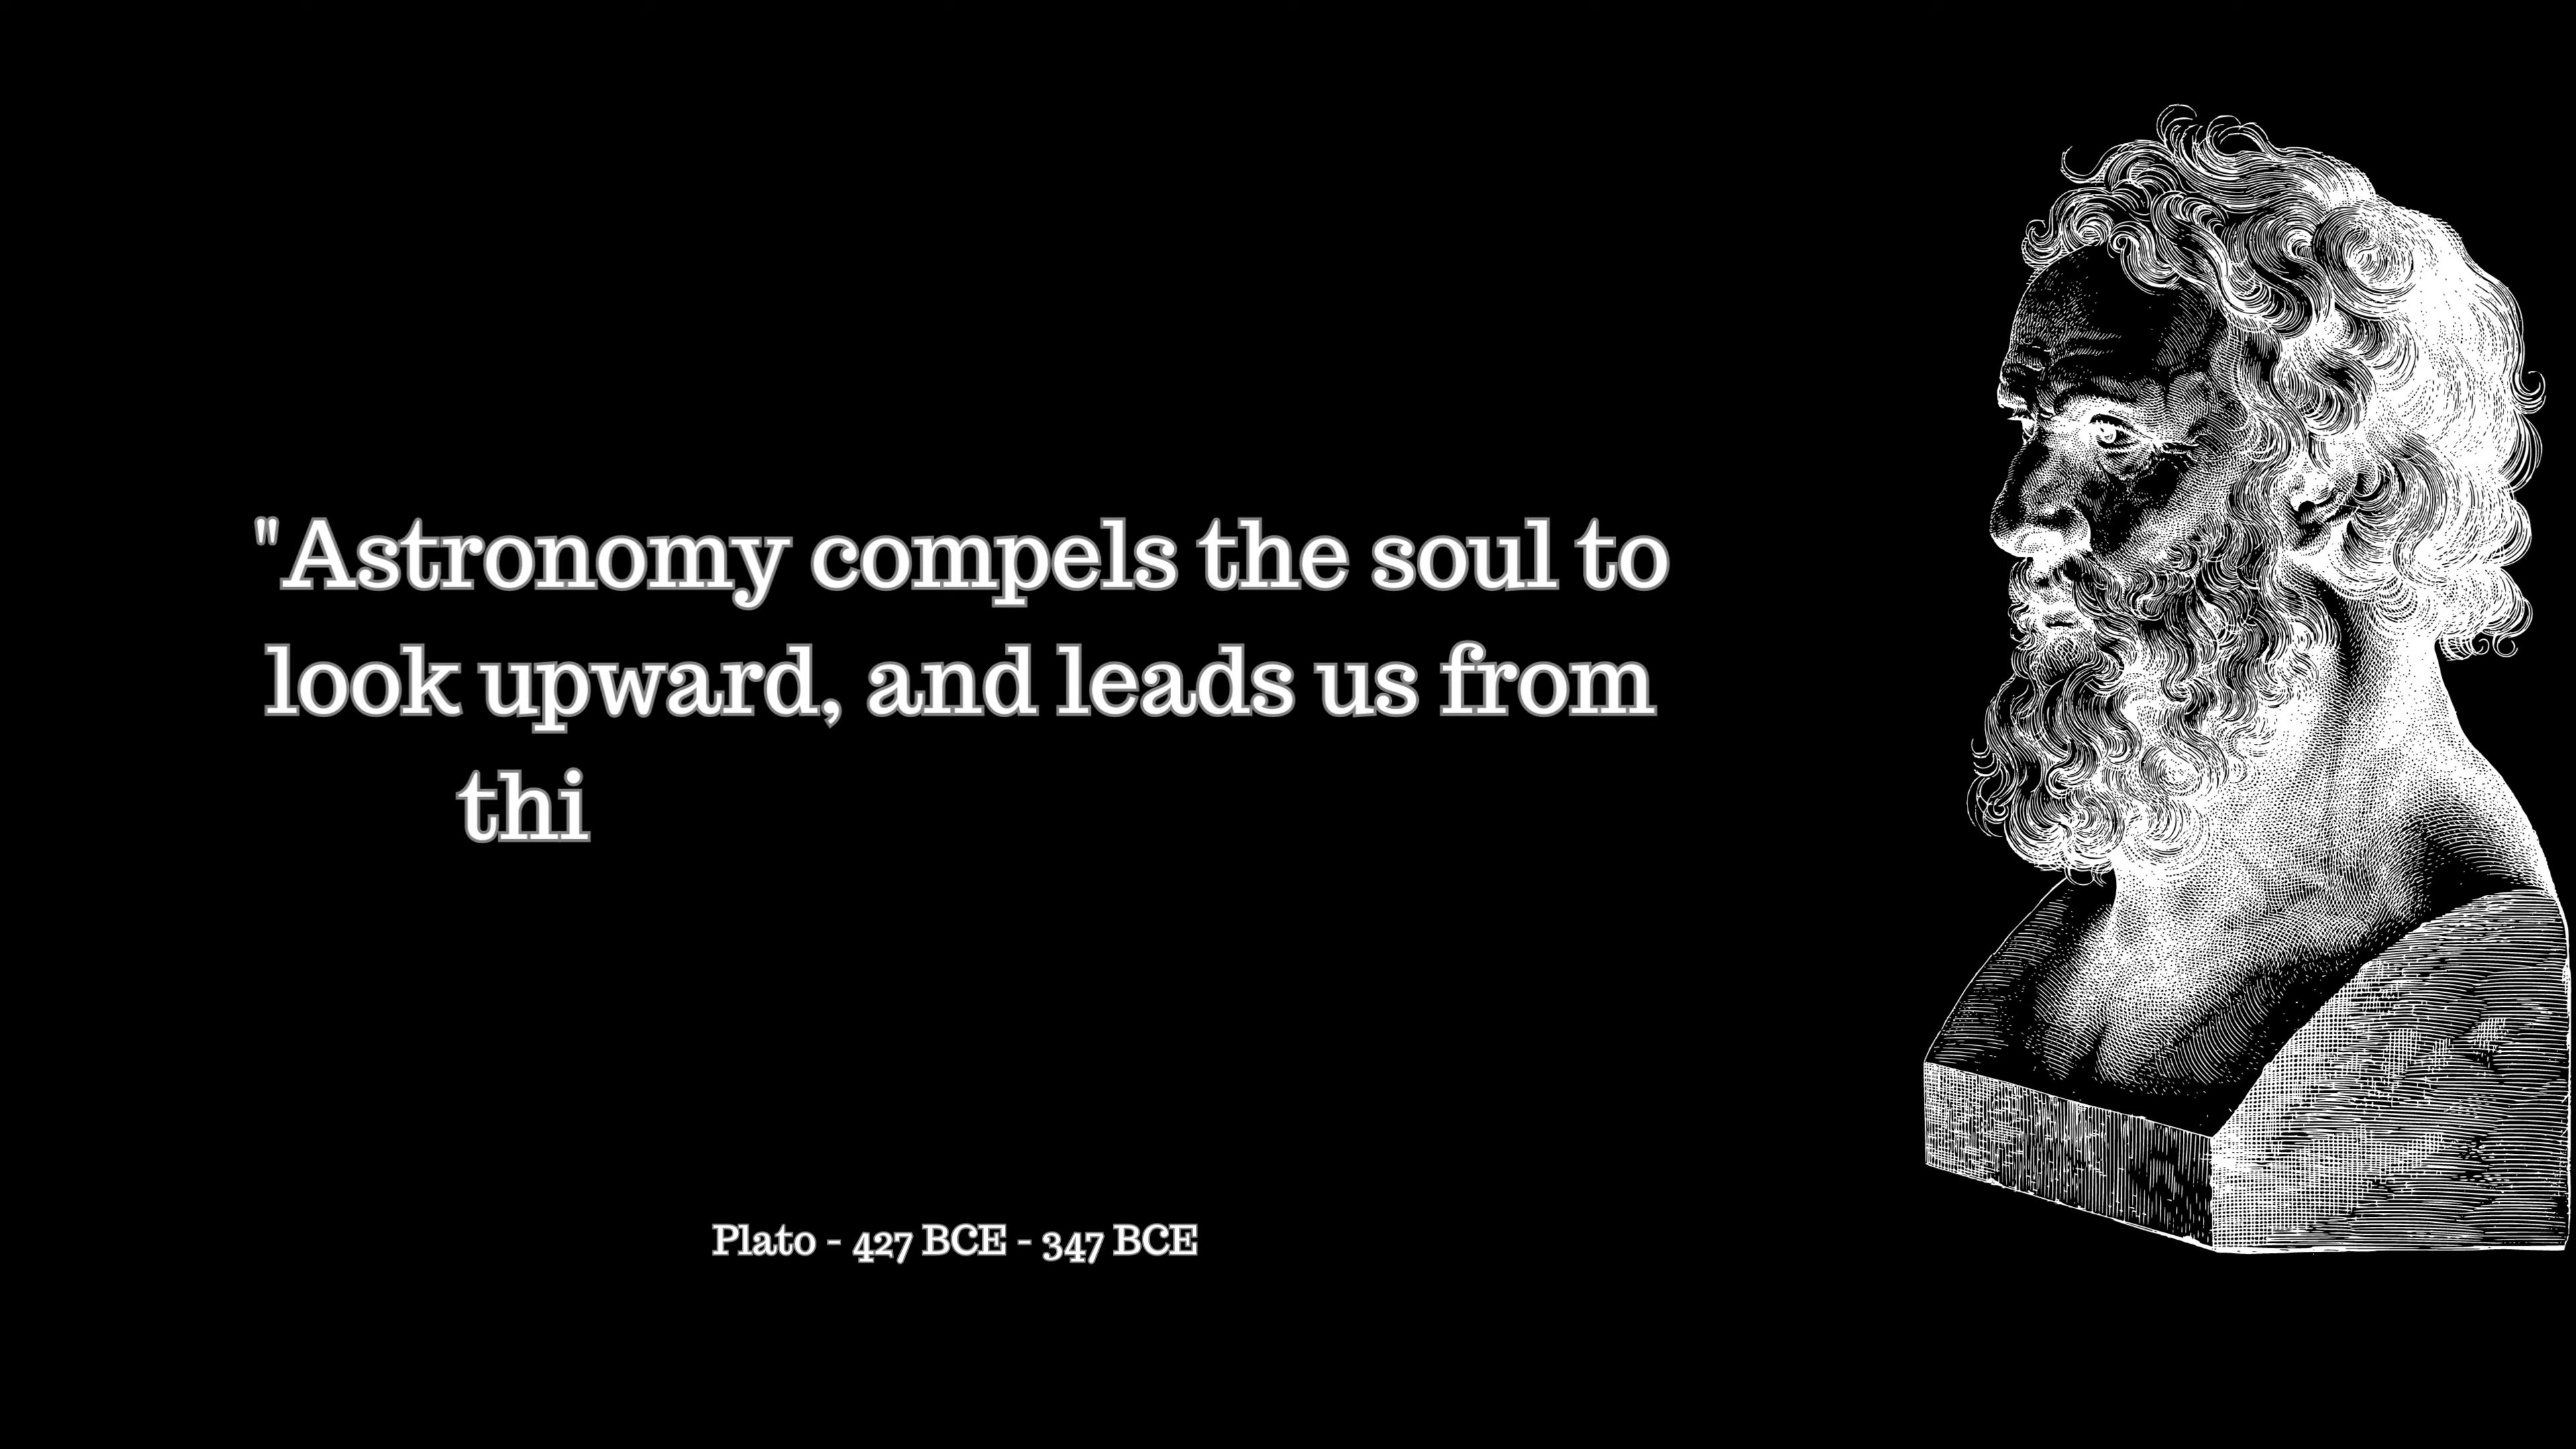 "Astronomy compels the soul to
look upward, and leads us from
thi
Plato - 427 BCE - 347 BCE